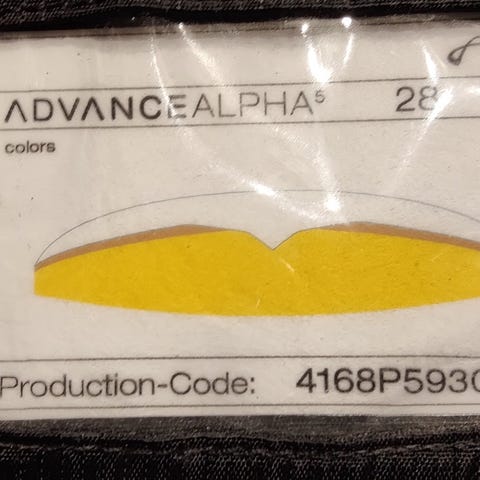 ADVANCEALPHA⁵ 28
colors
Production-Code: 4168P5930